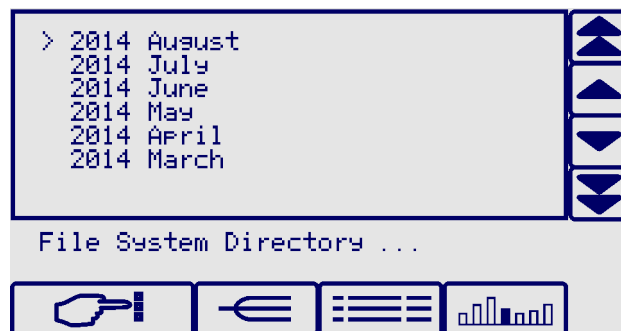 > 2014 August
2014 July
2014 June
2014 May
2014 April
2014 March
File System Directory ...